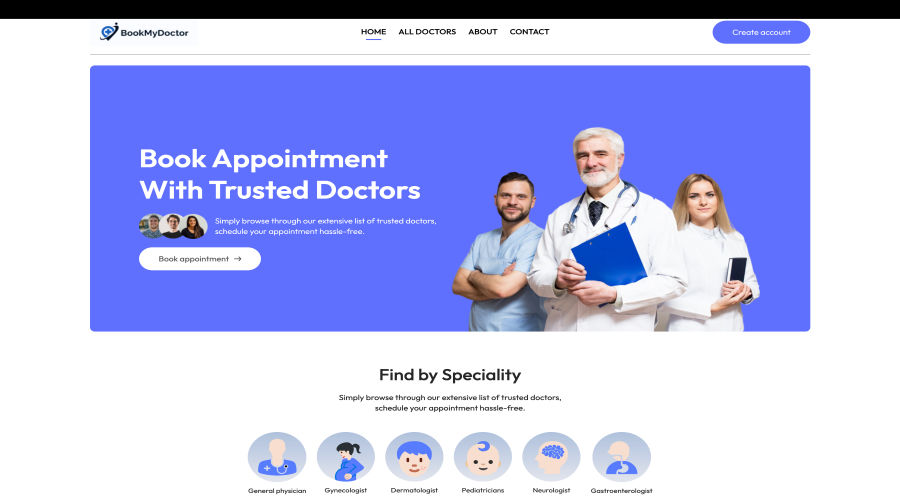 BookMyDoctor
HOME
ALL DOCTORS
ABOUT
CONTACT
Create account
Book Appointment
With Trusted Doctors
Simply browse through our extensive list of trusted doctors,
schedule your appointment hassle-free.
Book appointment →
Find by Speciality
Simply browse through our extensive list of trusted doctors,
schedule your appointment hassle-free.
General physician
Gynecologist
Dermatologist
Pediatricians
Neurologist
Gastroenterologist